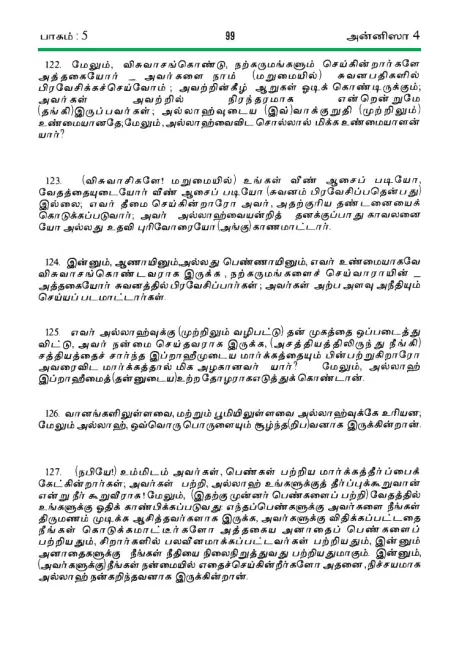 பாகம் : 5 99 அன்னிஸா 4
122. மேலும், விசுவாசங்கொண்டு, நற்கருமங்களும் செய்கின்றார்களே
அத்தகையோர் _ அவர்களை நாம் (மறுமையில்) சுவனபதிகளில்
பிரவேசிக்கச்செய்வோம் ; அவற்றின்கீழ் ஆறுகள் ஓடிக் கொண்டிருக்கும்;
அவர்கள் அவற்றில் நிரந்தரமாக என்றென்றுமே
(தங்கி)இருப்பவர்கள்; அல்லாஹ்வுடைய (இவ்)வாக்குறுதி (முற்றிலும்)
உண்மையானதே;மேலும்,அல்லாஹ்வைவிட சொல்லால் மிக்க உண்மையாளன்
யார்?
123. (விசுவாசிகளே! மறுமையில்) உங்கள் வீண் ஆசைப் படியோ,
வேதத்தையுடையோர் வீண் ஆசைப் படியோ (சுவனம் பிரவேசிப்பதென்பது)
இல்லை; எவர் தீமை செய்கின்றாரோ அவர், அதற்குரிய தண்டனையைக்
கொடுக்கப்படுவார்; அவர் அல்லாஹ்வையன்றித் தனக்குப்பாது காவலனை
யோ அல்லது உதவி புரிவோரையோ (அங்கு)காணமாட்டார்.
124. இன்னும், ஆணாயினும்,அல்லது பெண்ணாயினும், எவர் உண்மையாகவே
விசுவாசங்கொண்டவராக இருக்க , நற்கருமங்களைச் செய்வாராயின் _
அத்தகையோர் சுவனத்தில் பிரவேசிப்பார்கள் ; அவர்கள் அற்ப அளவு அநீதியும்
செய்யப் படமாட்டார்கள்.
125. எவர் அல்லாஹ்வுக்கு (முற்றிலும் வழிபட்டு) தன் முகத்தை ஒப்படைத்து
விட்டு, அவர் நன்மை செய்தவராக இருக்க, (அசத்தியத்திலிருந்து நீங்கி)
சத்தியத்தைச் சார்ந்த இப்றாஹீமுடைய மார்க்கத்தையும் பின்பற்றுகிறாரோ
அவரைவிட மார்க்கத்தால் மிக அழகானவர் யார்? மேலும், அல்லாஹ்
இப்றாஹீமைத் (தன்னுடைய)உற்ற தோழராகஎடுத்துக் கொண்டான்.
126. வானங்களிலுள்ளவை,மற்றும் பூமியிலுள்ளவை அல்லாஹ்வுக்கே உரியன;
மேலும் அல்லாஹ், ஒவ்வொருபொருளையும் சூழ்ந்த(றிப)வனாக இருக்கின்றான்.
127. (நபியே!) உம்மிடம் அவர்கள், பெண்கள் பற்றிய மார்க்கத்தீர்ப்பைக்
கேட்கின்றார்கள்; அவர்கள் பற்றி, அல்லாஹ் உங்களுக்குத் தீர்ப்புக்கூறுவான்
என்று நீர் கூறுவீராக! மேலும், (இதற்கு முன்னர் பெண்களைப் பற்றி) வேதத்தில்
உங்களுக்கு ஓதிக் காண்பிக்கப்படுவது: எந்தப்பெண்களுக்கு அவர்களை நீங்கள்
திருமணம் முடிக்க ஆசித்தவர்களாக இருக்க, அவர்களுக்கு விதிக்கப்பட்டதை
நீங்கள் கொடுக்கமாட்டீர்களோ அத்தகைய அனாதைப் பெண்களைப்
பற்றியதும், சிறார்களில் பலவீனமாக்கப்பட்டவர்கள் பற்றியதும், இன்னும்
அனாதைகளுக்கு நீங்கள் நீதியை நிலைநிறுத்துவது பற்றியதுமாகும். இன்னும்,
(அவர்களுக்கு)நீங்கள் நன்மையில் எதைச்செய்கின்றீர்களோ அதனை,நிச்சயமாக
அல்லாஹ் நன்கறிந்தவனாக இருக்கின்றான்.